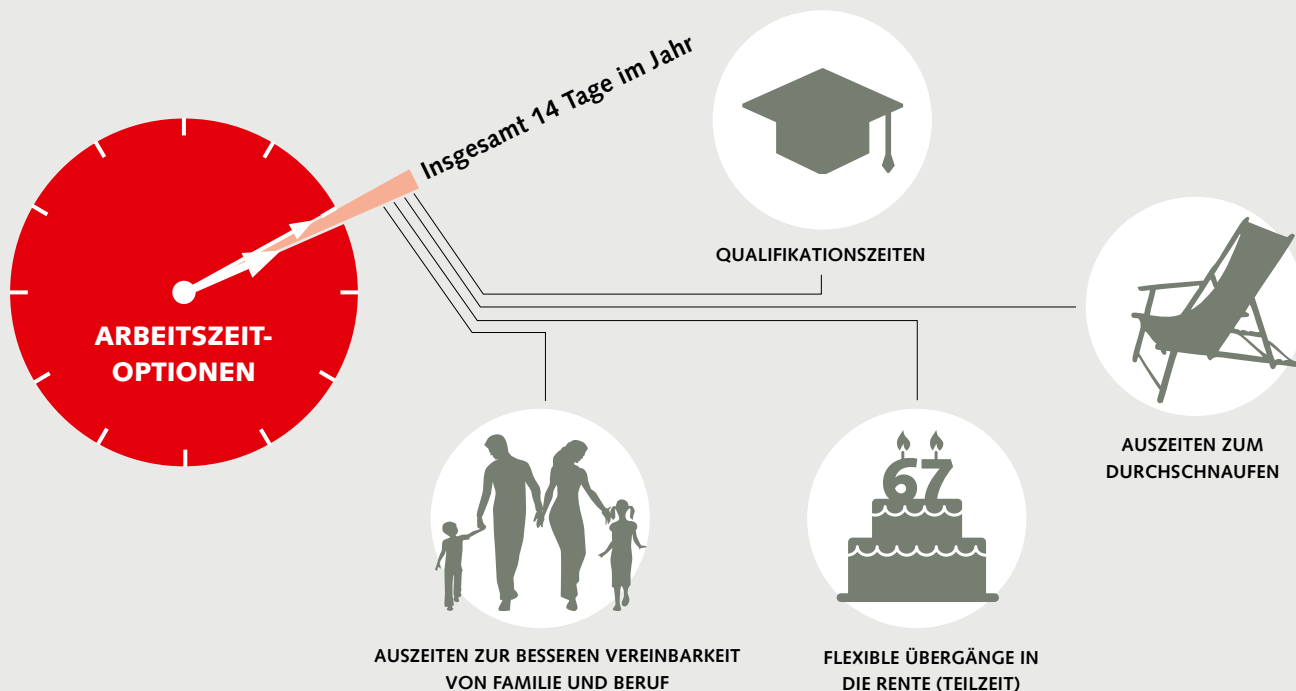 Insgesamt 14 Tage im Jahr
ARBEITSZEIT-
OPTIONEN
QUALIFIKATIONSZEITEN
AUSZEITEN ZUM
DURCHSCHNAUFEN
67
AUSZEITEN ZUR BESSEREN VEREINBARKEIT
VON FAMILIE UND BERUF
FLEXIBLE ÜBERGÄNGE IN
DIE RENTE (TEILZEIT)